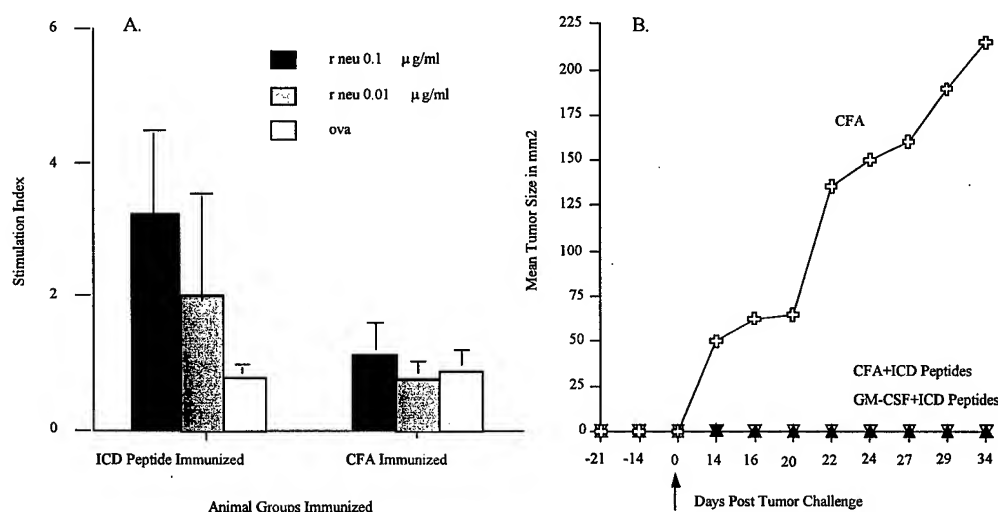 A.
6
4
2
0
Stimulation Index
r neu 0.1 µg/ml
r neu 0.01 µg/ml
ova
ICD Peptide Immunized
CFA Immunized
Animal Groups Immunized
B.
225
200
175
150
125
200
75
50
25
0
Mean Tumor Size in mm2
CFA
CFA+ICD Peptides
GM-CSF+ICD Peptides
-21 -14 0 14 16 20 22 24 27 29 34
Days Post Tumor Challenge